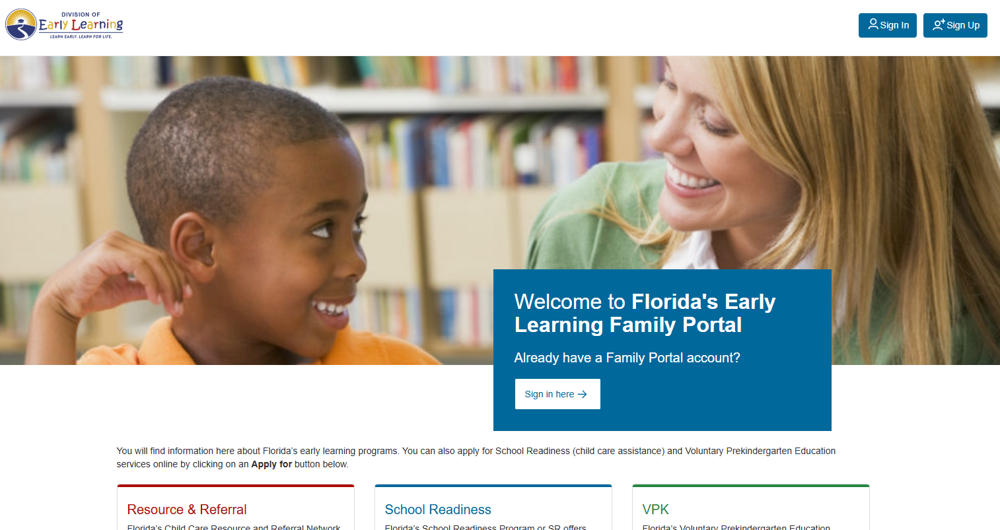 DIVISION OF
Early Learning
LEARN EARLY. LEARN FOR LIFE.
Sign In
Sign Up
Welcome to Florida's Early
Learning Family Portal
Already have a Family Portal account?
Sign in here
You will find information here about Florida’s early learning programs. You can also apply for School Readiness (child care assistance) and Voluntary Prekindergarten Education
services online by clicking on an Apply for button below.
Resource & Referral
Florida’s Child Care Resource and Referral Network
School Readiness
Florida’s School Readiness Program or SR offers
VPK
Florida’s Voluntary Prekindergarten Education